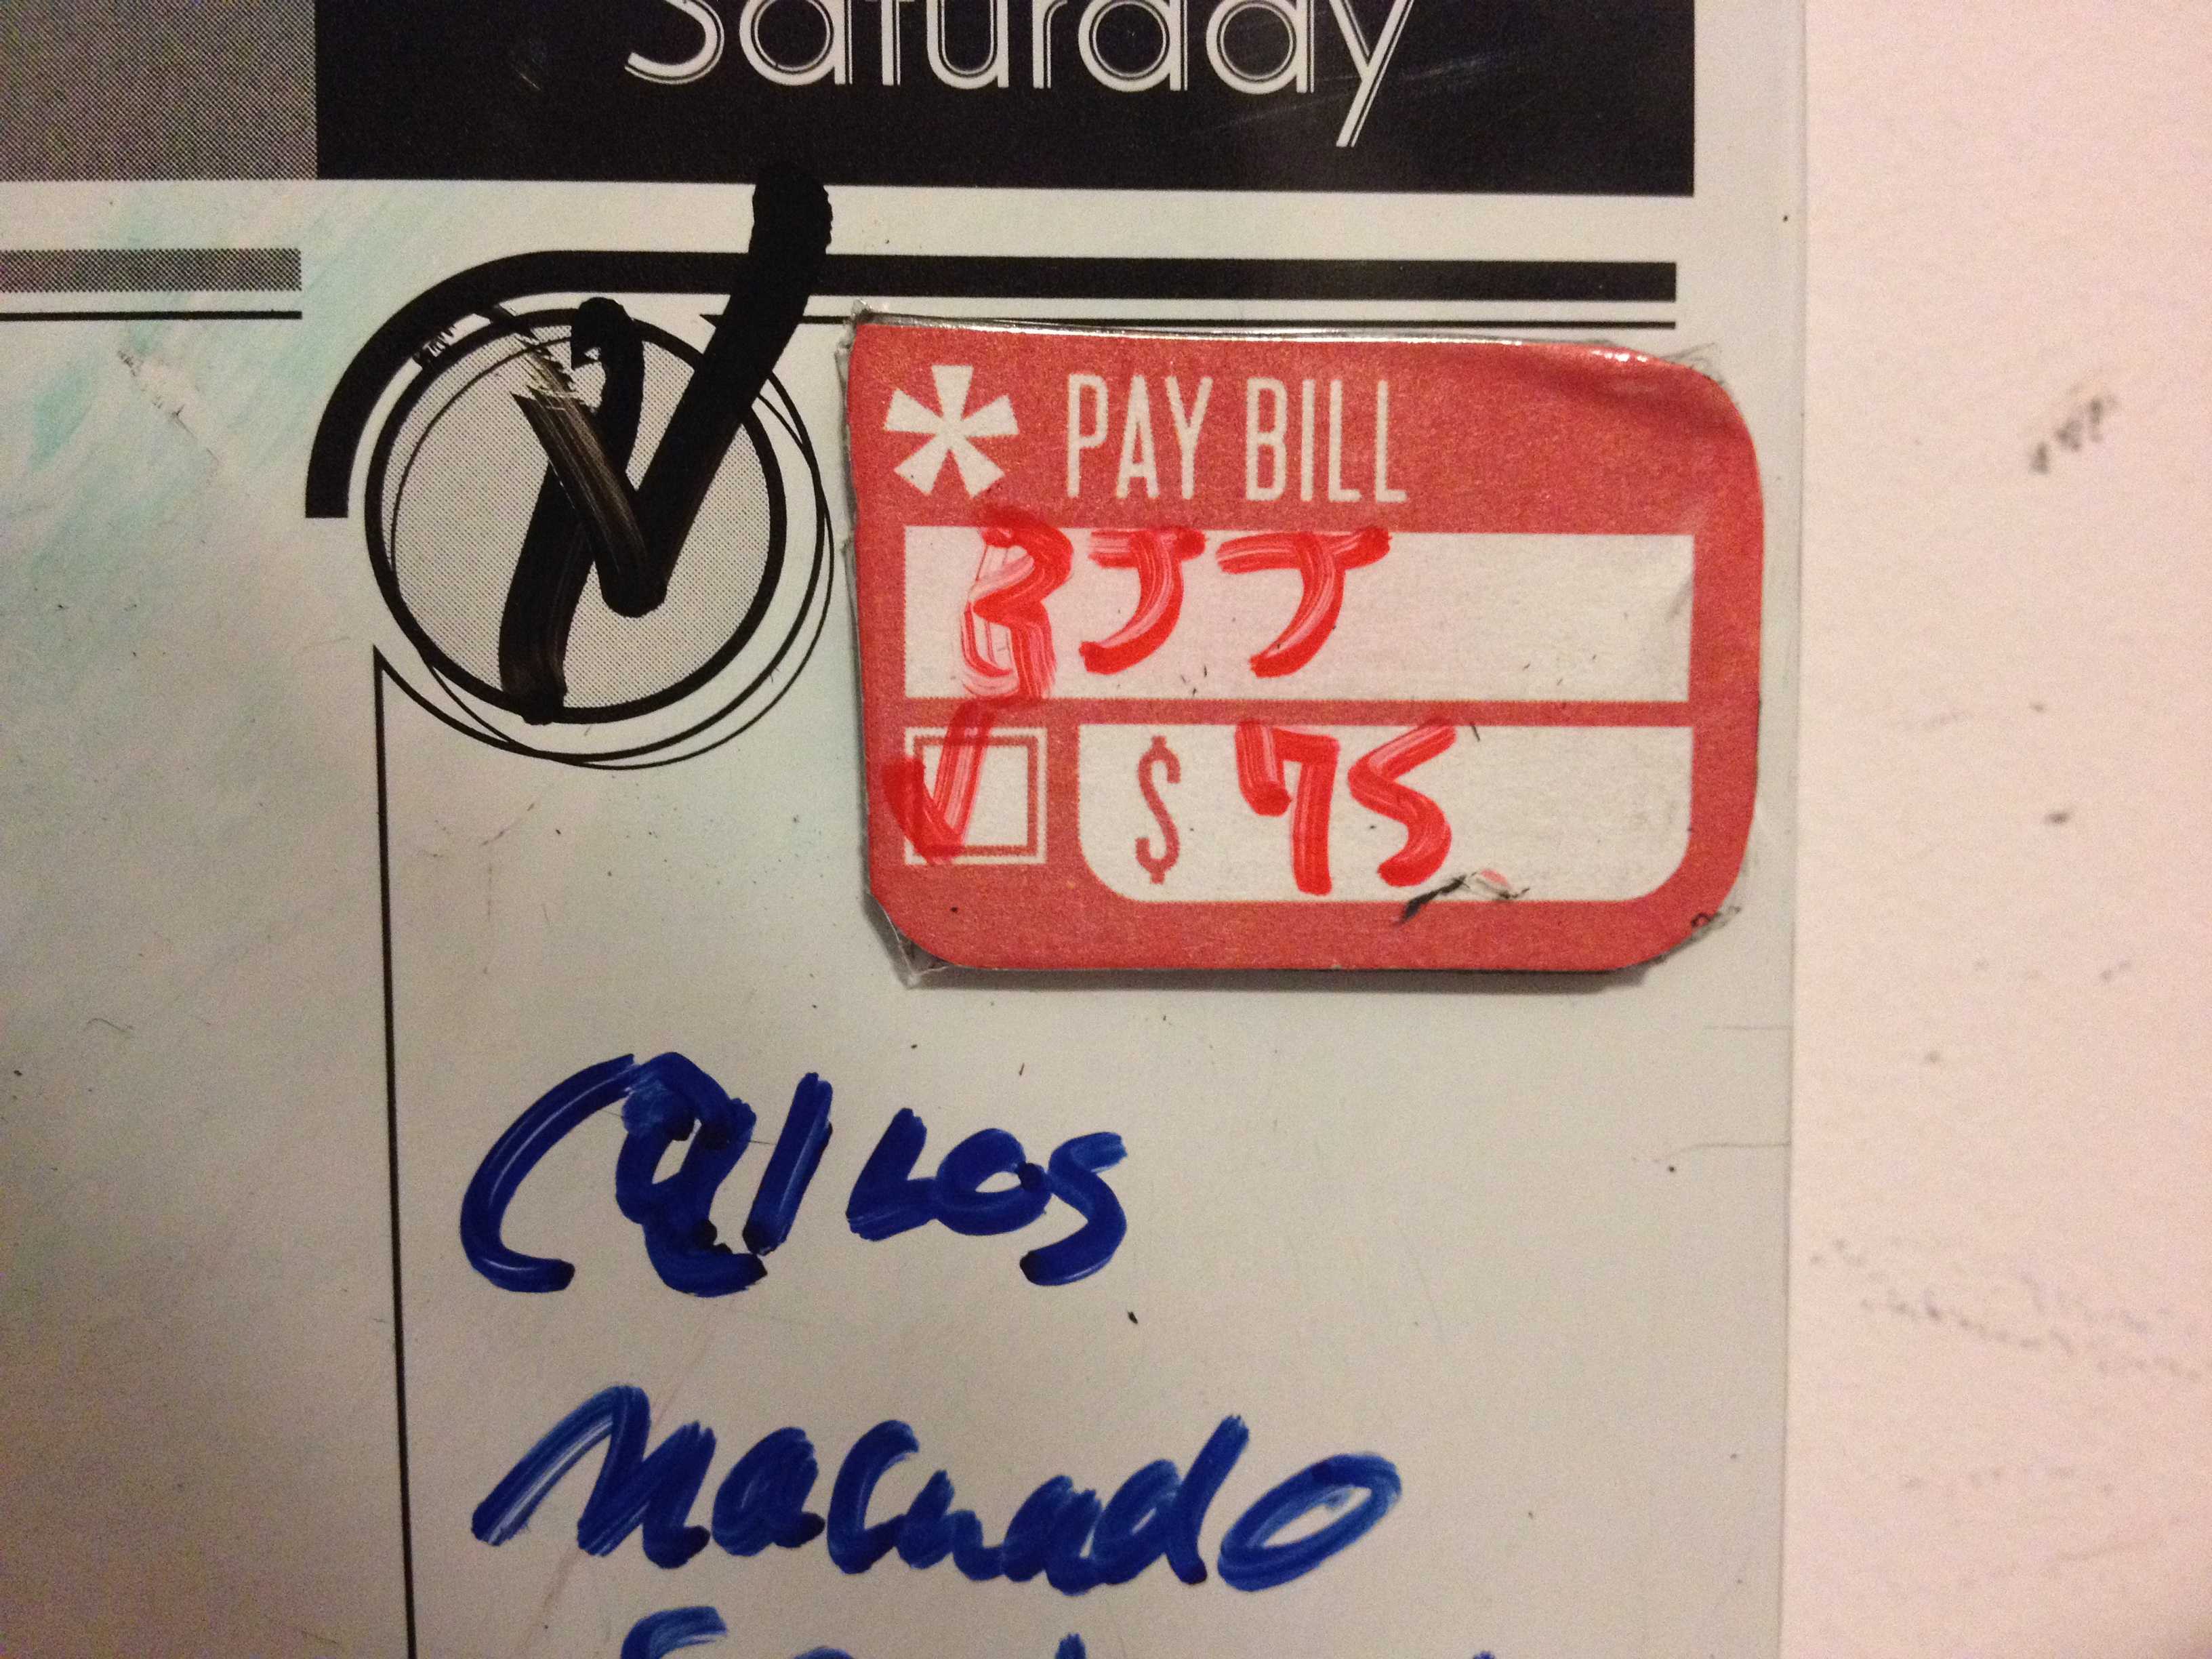 Saturday
PAY BILL
$ 75
Carlos
Machado